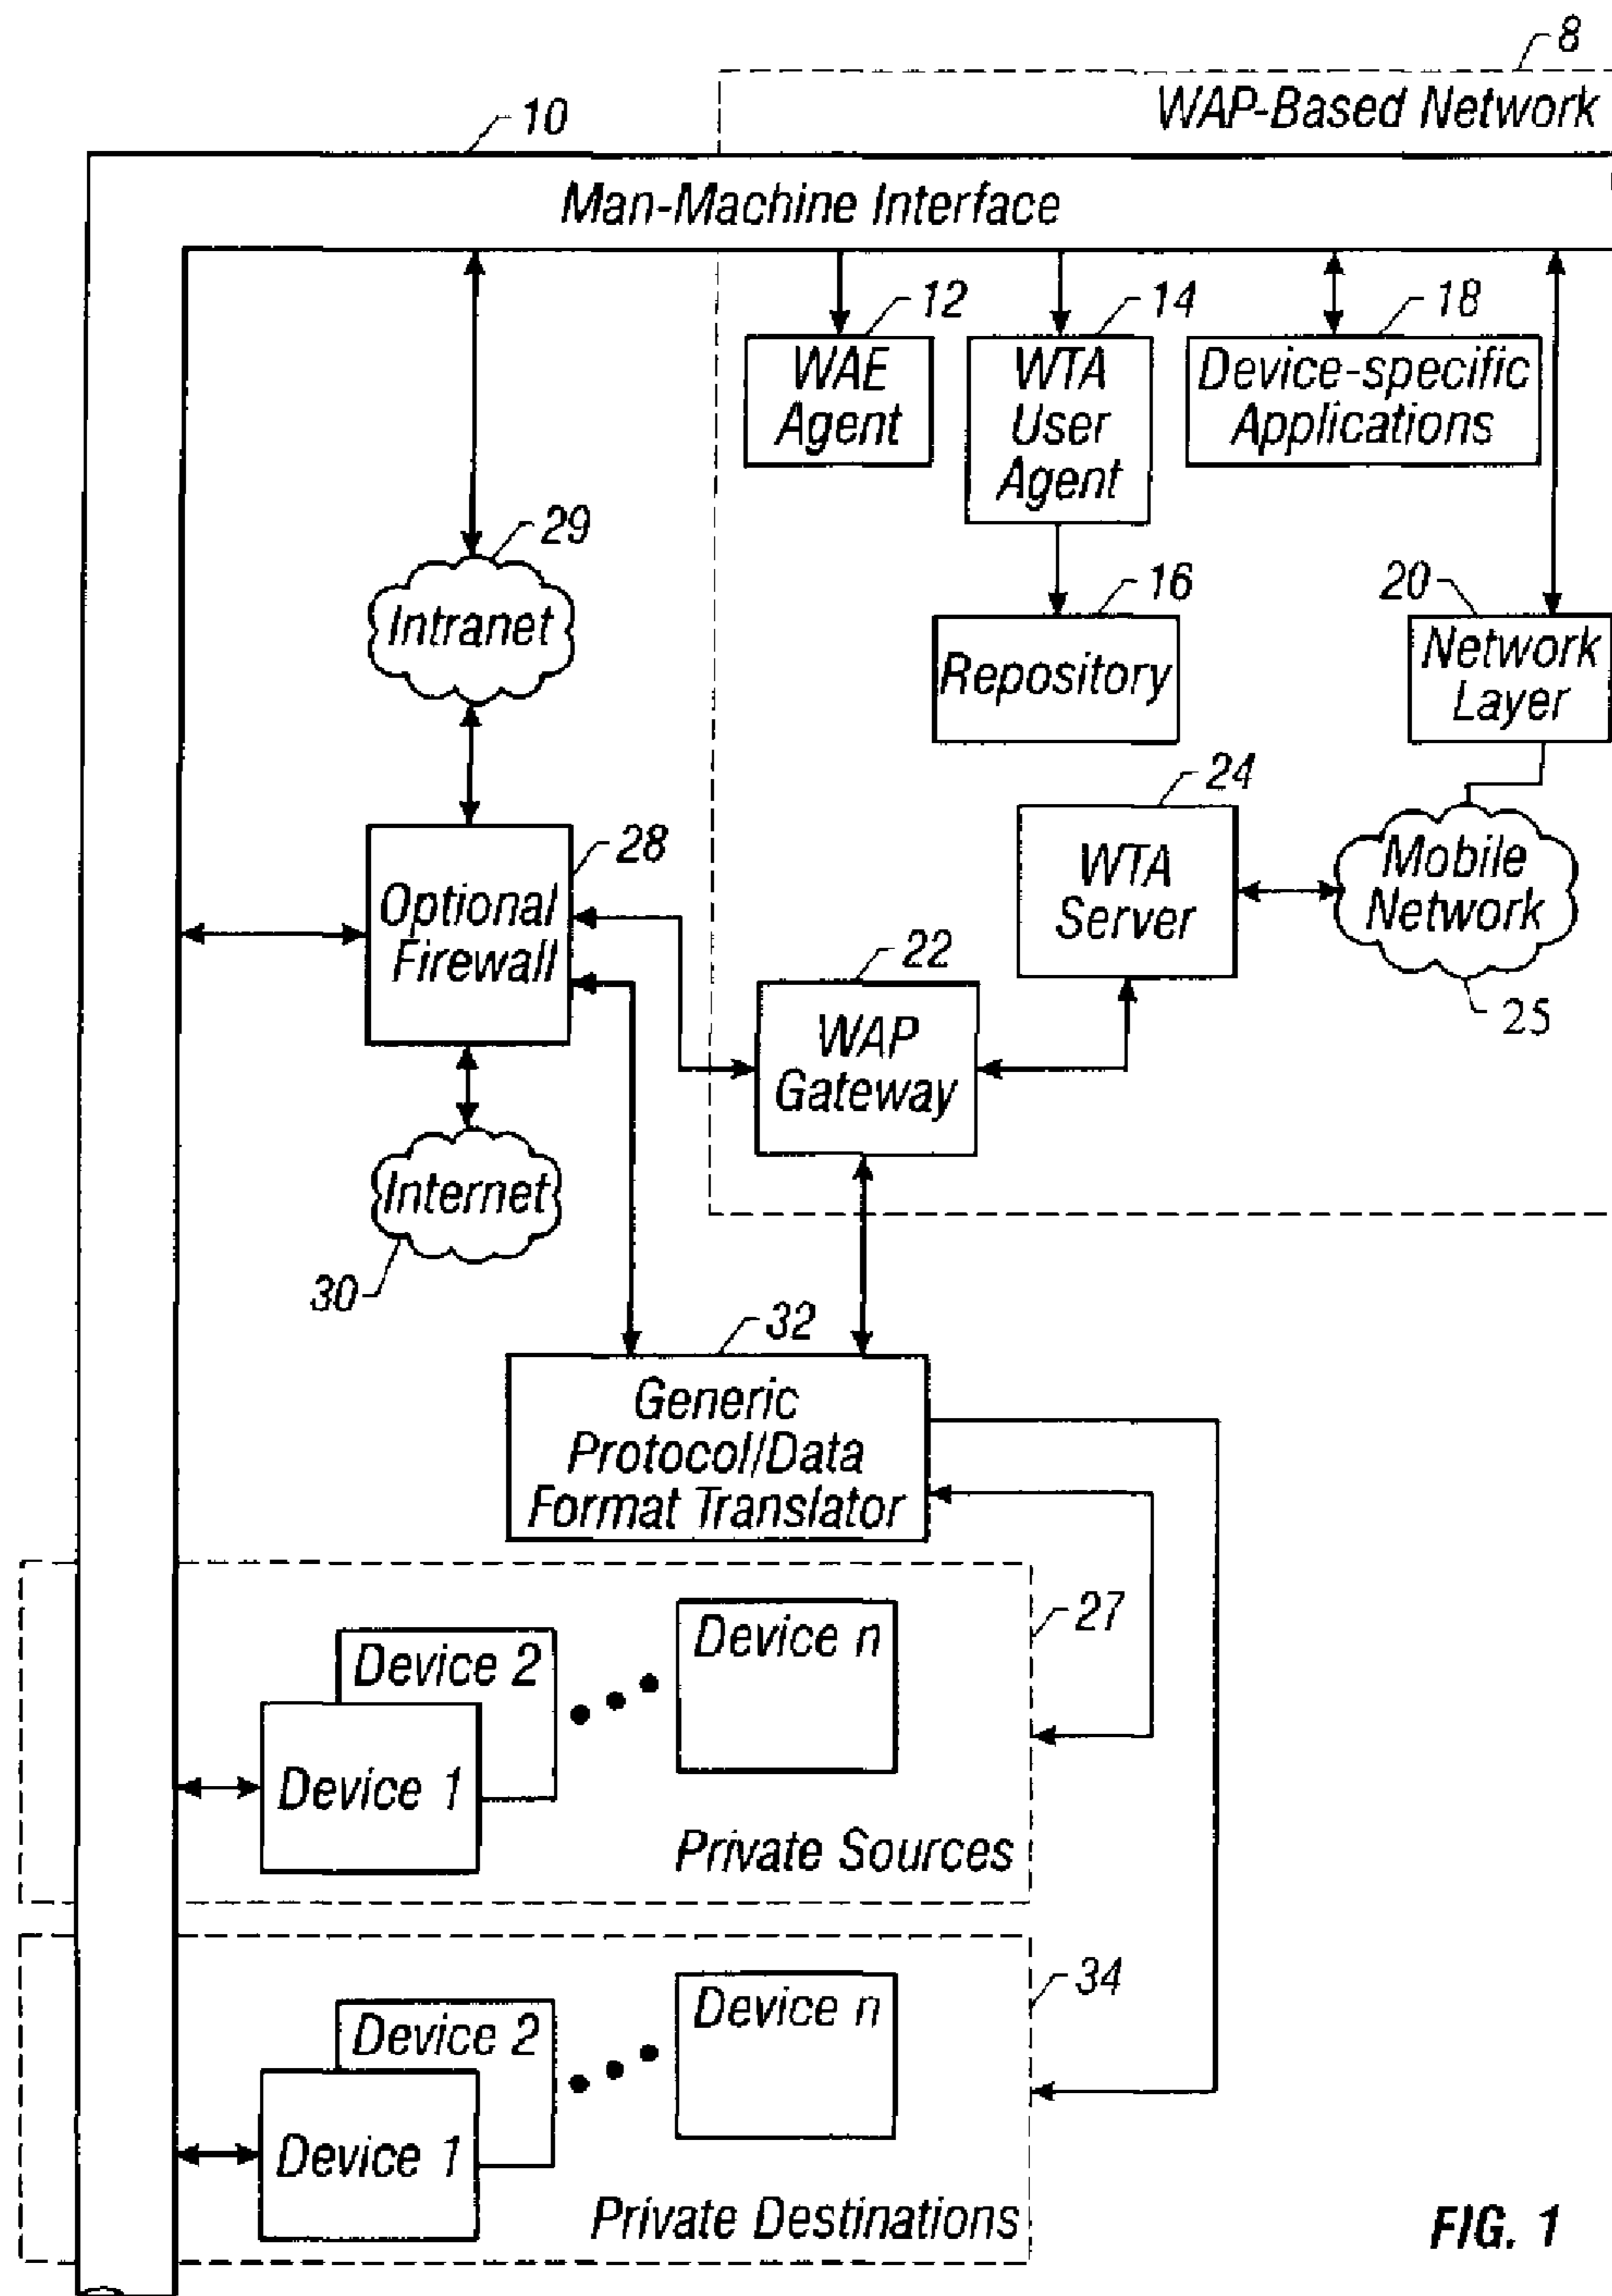 8
WAP-Based Network
10
Man-Machine Interface
12
14
18
WAE
Agent
WTA
User
Agent
Device-specific
Applications
29
Intranet
16
Repository
20
Network
Layer
24
WTA
Server
Mobile
Network
25
28
Optional
Firewall
22
WAP
Gateway
Internet
30
32
Generic
Protocol/Data
Format Translator
27
Device n
Device 2
Device 1
Private Sources
34
Device n
Device 2
Device 1
Private Destinations
FIG. 1